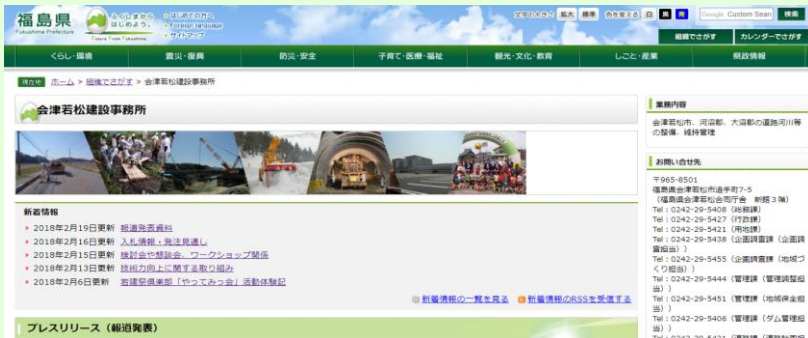 福島県
Fukushima Prefecture
ふくしまから
はじめよう。
Future From Fukushima.
はじめての方へ
Foreign language
サイトマップ
文字の大きさ 拡大 標準 色を変える 白 黒 青
Google Custom Sear 検索
組織でさがす カレンダーでさがす
くらし・環境 震災・復興 防災・安全 子育て・医療・福祉 観光・文化・教育 しごと・産業 県政情報
現在地 ホーム > 組織でさがす > 会津若松建設事務所
会津若松建設事務所
新着情報
2018年2月19日更新 報道発表資料
2018年2月16日更新 入札情報・発注見通し
2018年2月15日更新 検討会や懇談会、ワークショップ関係
2018年2月13日更新 技術力向上に関する取り組み
2018年2月6日更新 若建祭倶楽部「やってみっ会」活動体験記
新着情報の一覧を見る 新着情報のRSSを受信する
プレスリリース（報道発表）
業務内容
会津若松市、河沼郡、大沼郡の道路河川等
の整備、維持管理
お問い合せ先
〒965-8501
福島県会津若松市追手町7-5
（福島県会津若松合同庁舎 新館３階）
Tel：0242-29-5408（総務課）
Tel：0242-29-5427（行政課）
Tel：0242-29-5421（用地課）
Tel：0242-29-5438（企画調査課（企画調
査担当））
Tel：0242-29-5455（企画調査課（地域づ
くり担当））
Tel：0242-29-5444（管理課（管理調整担
当））
Tel：0242-29-5451（管理課（地域保全担
当））
Tel：0242-29-5406（管理課（ダム管理担
当））